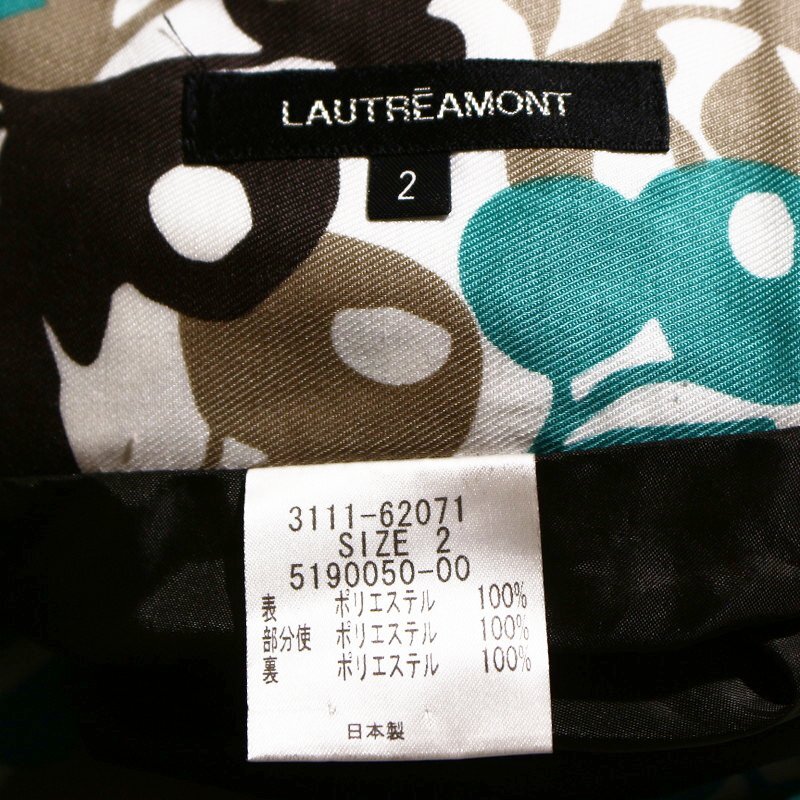 LAUTRĒAMONT
2
3111-62071
SIZE 2
5190050-00
表 ポリエステル 100%
部分使 ポリエステル 100%
裏 ポリエステル 100%
日本製